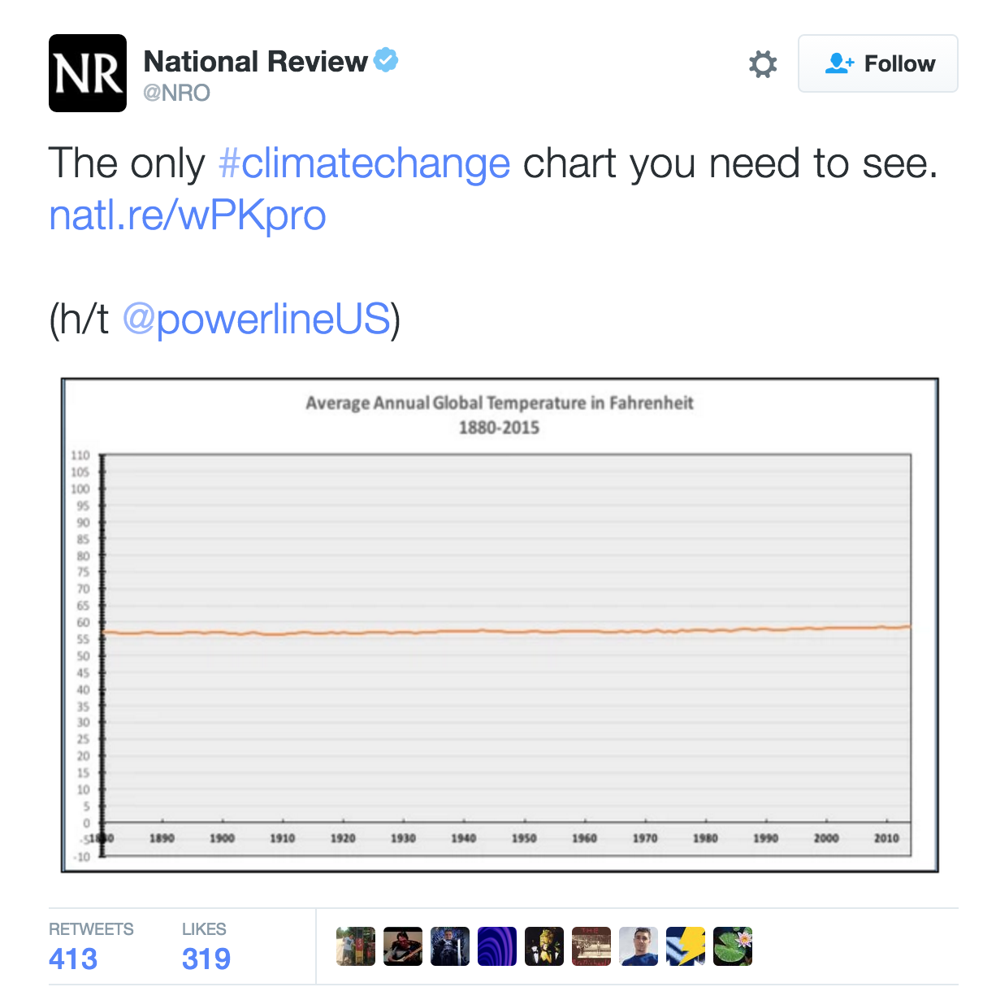 NR
National Review
@NRO
Follow
The only #climatechange chart you need to see.
natl.re/wPKpro
(h/t @powerlineUS)
Average Annual Global Temperature in Fahrenheit
1880-2015
110
105
100
95
90
85
80
75
70
65
60
55
50
45
40
35
30
25
20
15
10
5
0
-5
1880 1890 1900 1910 1920 1930 1940 1950 1960 1970 1980 1990 2000 2010
-10
RETWEETS LIKES
413 319
THE